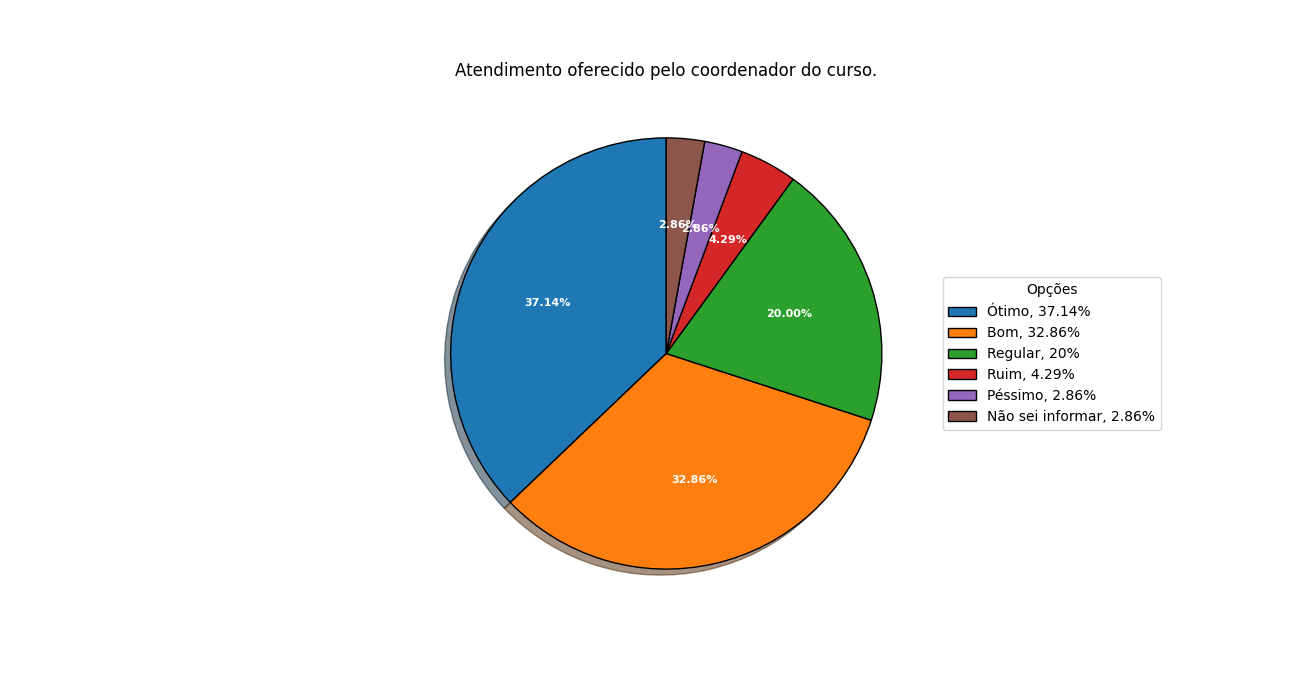 Atendimento oferecido pelo coordenador do curso.
2.86%
2.86%
4.29%
37.14%
20.00%
32.86%
Opções
Ótimo, 37.14%
Bom, 32.86%
Regular, 20%
Ruim, 4.29%
Péssimo, 2.86%
Não sei informar, 2.86%